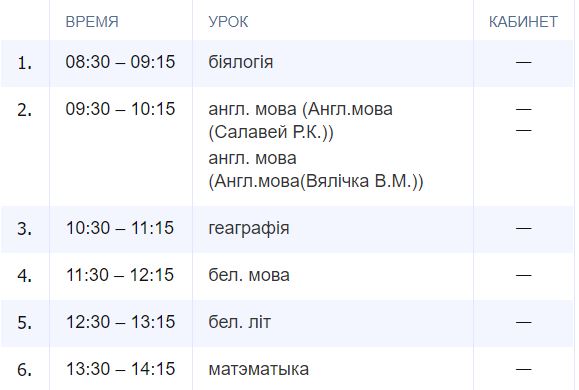 ВРЕМЯ УРОК КАБИНЕТ
1. 08:30 – 09:15 біялогія —
2. 09:30 – 10:15 англ. мова (Англ.мова —
(Салавей Р.К.)) —
англ. мова
(Англ.мова(Вялічка В.М.))
3. 10:30 – 11:15 геаграфія —
4. 11:30 – 12:15 бел. мова —
5. 12:30 – 13:15 бел. літ —
6. 13:30 – 14:15 матэматыка —